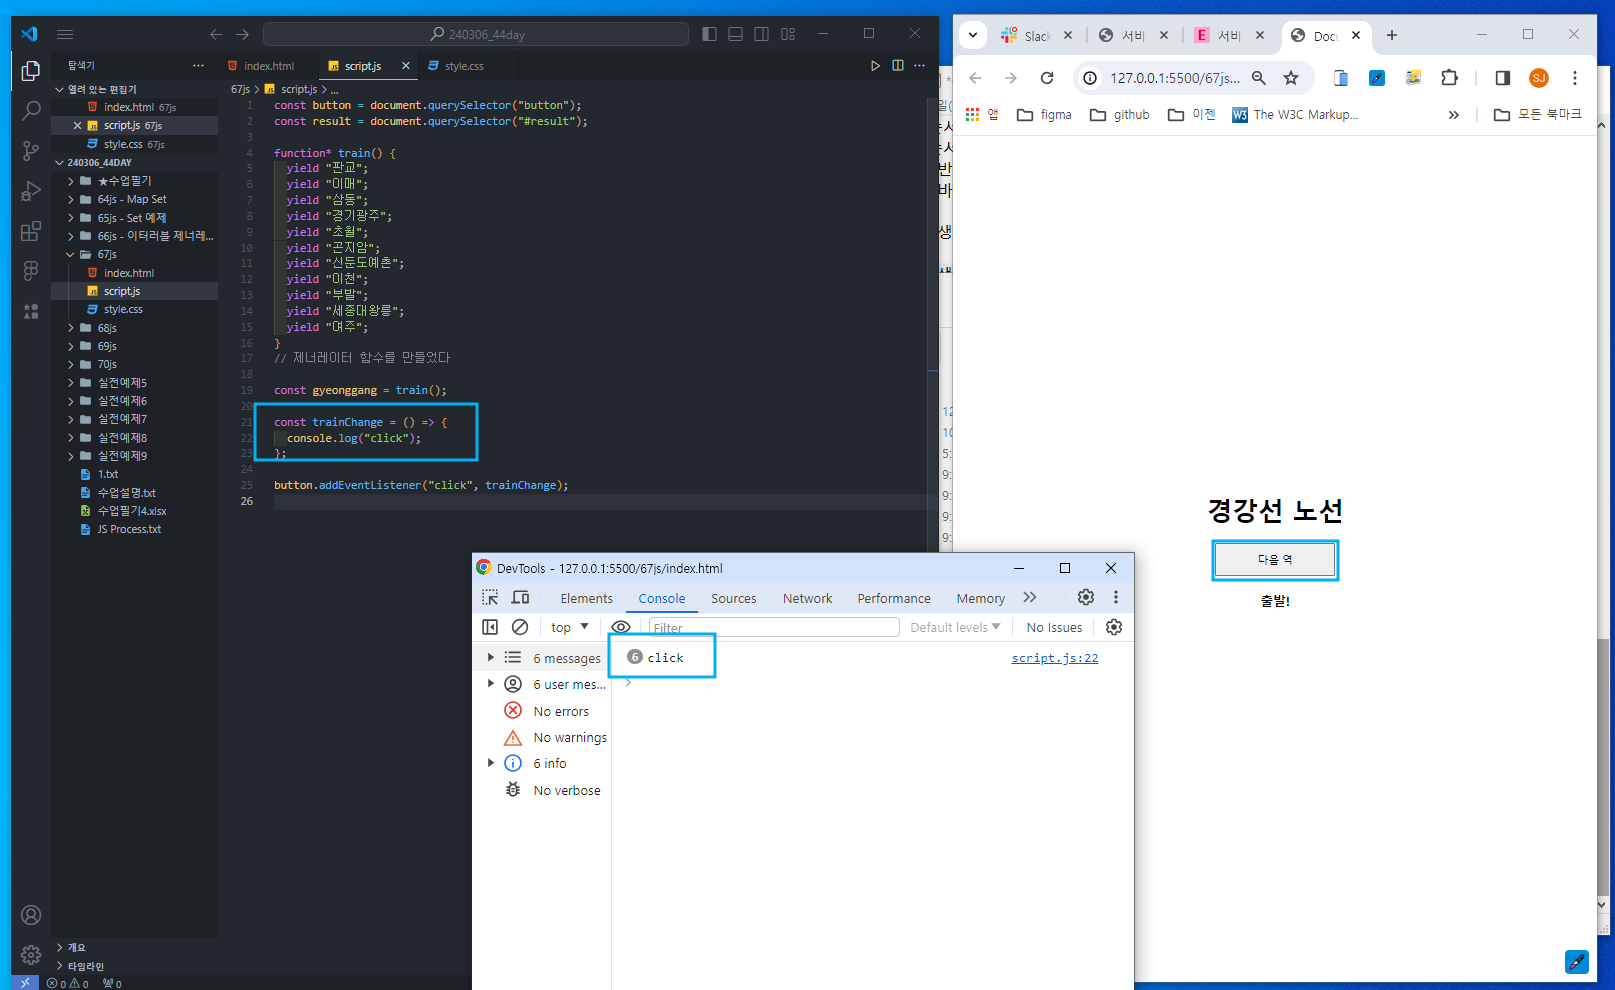 240306_44day
탐색기
index.html
script.js
style.css
열려 있는 편집기
index.html 67js
script.js 67js
style.css 67js
240306_44DAY
★수업필기
64js - Map Set
65js - Set 예제
66js - 이터러블 제너레...
67js
index.html
script.js
style.css
68js
69js
70js
실전예제5
실전예제6
실전예제7
실전예제8
실전예제9
1.txt
수업설명.txt
수업필기4.xlsx
JS Process.txt
개요
타임라인
0 0 0
67js > script.js > ...
1 const button = document.querySelector("button");
2 const result = document.querySelector("#result");
3
4 function* train() {
5 yield "판교";
6 yield "이매";
7 yield "삼동";
8 yield "경기광주";
9 yield "초월";
10 yield "곤지암";
11 yield "신둔도예촌";
12 yield "이천";
13 yield "부발";
14 yield "세종대왕릉";
15 yield "여주";
16 }
17 // 제너레이터 함수를 만들었다
18
19 const gyeonggang = train();
20
21 const trainChange = () => {
22 console.log("click");
23 };
24
25 button.addEventListener("click", trainChange);
26
Slack
서비
E 서비
Docu
127.0.0.1:5500/67js...
SJ
앱
figma
github
이젠
W3 The W3C Markup...
모든 북마크
경강선 노선
다음 역
출발!
DevTools - 127.0.0.1:5500/67js/index.html
Elements Console Sources Network Performance Memory
top Filter Default levels No Issues
6 messages
6 user mes...
No errors
No warnings
6 info
No verbose
6 click script.js:22